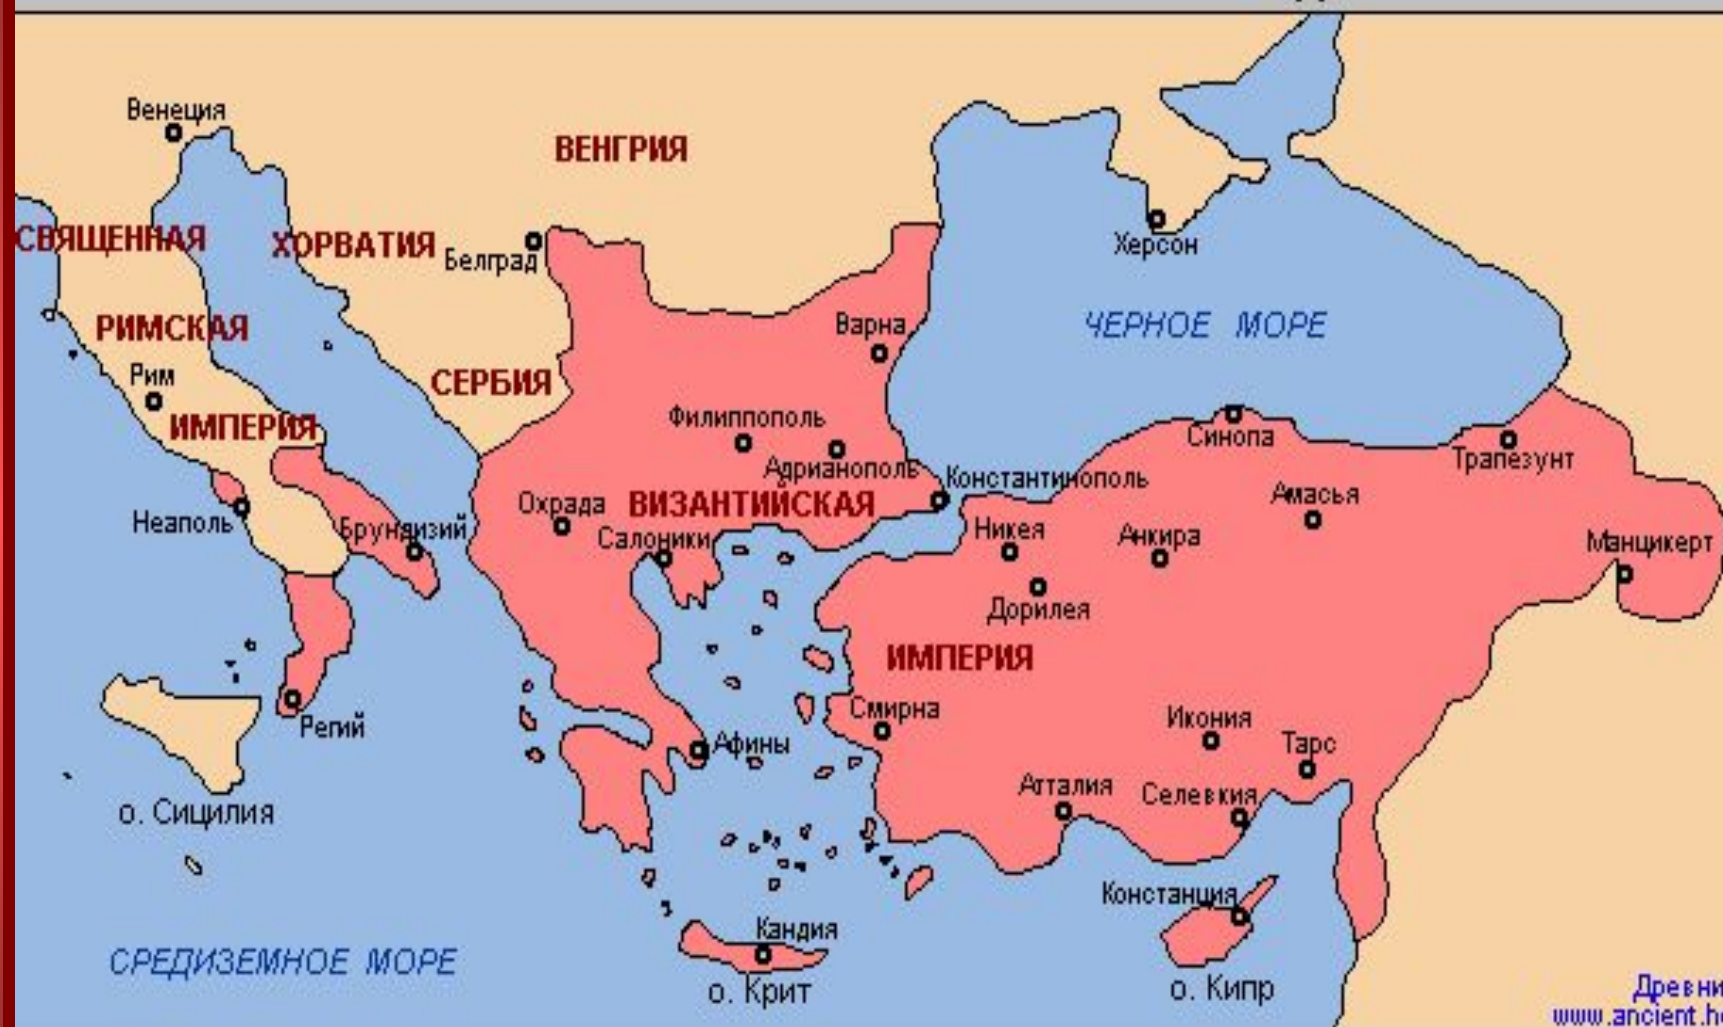 Венеция
ВЕНГРИЯ
СВЯЩЕННАЯ
ХОРВАТИЯ
Белград
Херсон
РИМСКАЯ
Варна
ЧЕРНОЕ МОРЕ
Рим
СЕРБИЯ
ИМПЕРИЯ
Филиппополь
Синопа
Адрианополь
Трапезунт
Константинополь
Охрада
ВИЗАНТИЙСКАЯ
Амасья
Неаполь
Брундизий
Салоники
Никея
Анкира
Манцикерт
Дорилея
ИМПЕРИЯ
Смирна
Икония
Регий
Афины
Тарс
Атталия
Селевкия
о. Сицилия
Констанция
Кандия
СРЕДИЗЕМНОЕ МОРЕ
о. Крит
о. Кипр